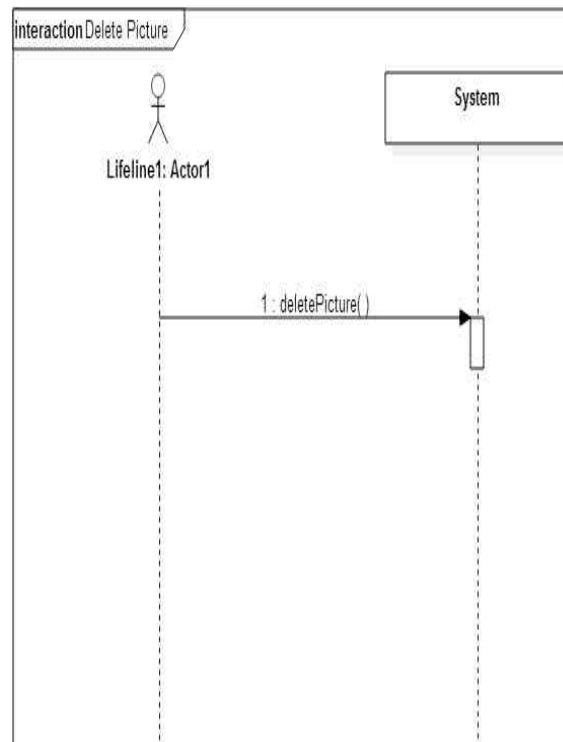 interaction Delete Picture
System
Lifeline1: Actor1
1 : deletePicture( )